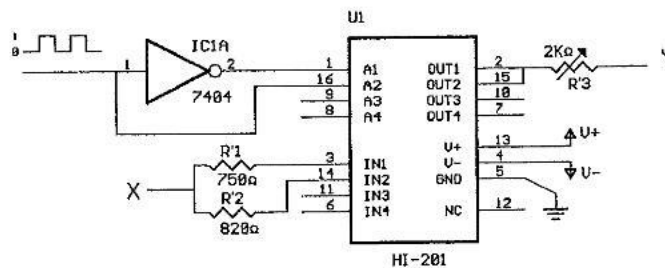 U1
1
0
IC1A
1
2
7404
1
A1
16
A2
9
A3
8
A4
3
IN1
14
IN2
11
IN3
6
IN4
OUT1
2
OUT2
15
OUT3
10
OUT4
7
V+
13
V-
4
GND
5
NC
12
2KΩ
R'3
U+
U-
X
R'1
750Ω
R'2
820Ω
HI-201